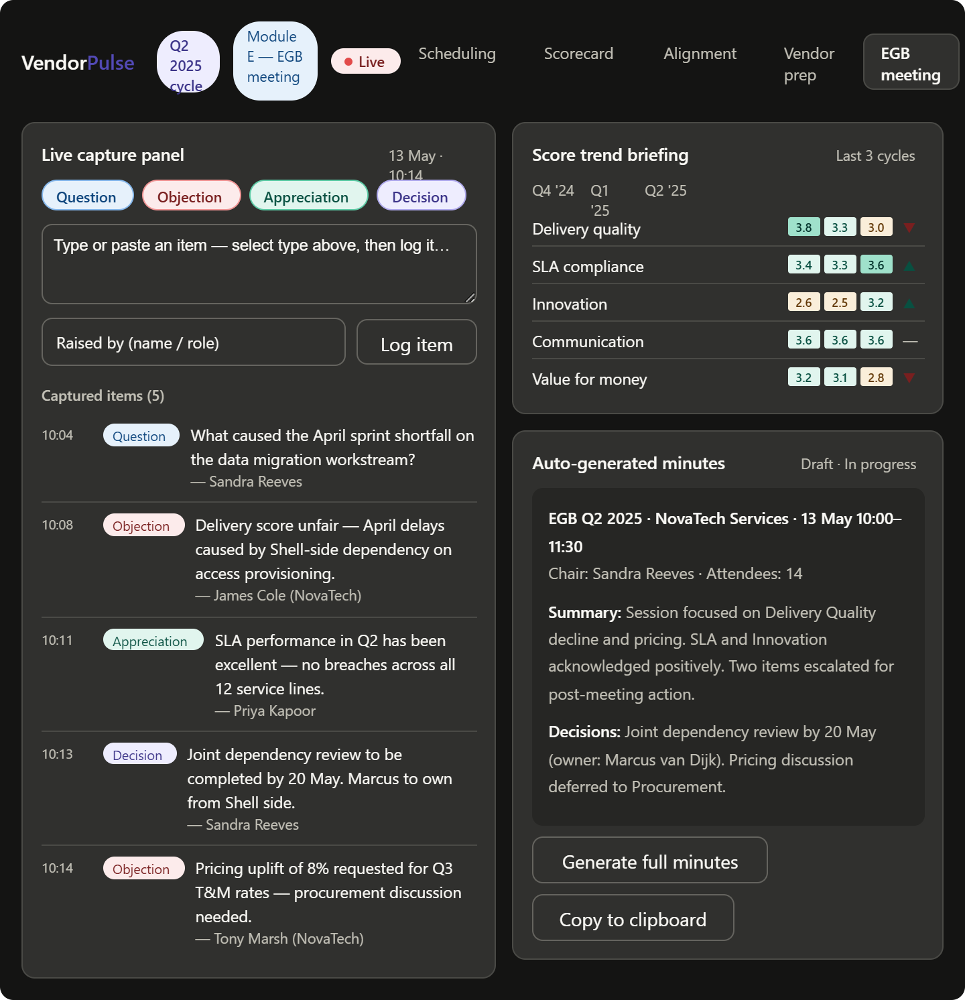 VendorPulse
Q2
2025
cycle
Module
E — EGB
meeting
Live
Scheduling
Scorecard
Alignment
Vendor
prep
EGB
meeting
Live capture panel
13 May ·
10:14
Question
Objection
Appreciation
Decision
Type or paste an item — select type above, then log it…
Raised by (name / role)
Log item
Captured items (5)
10:04
Question
What caused the April sprint shortfall on
the data migration workstream?
— Sandra Reeves
10:08
Objection
Delivery score unfair — April delays
caused by Shell-side dependency on
access provisioning.
— James Cole (NovaTech)
10:11
Appreciation
SLA performance in Q2 has been
excellent — no breaches across all
12 service lines.
— Priya Kapoor
10:13
Decision
Joint dependency review to be
completed by 20 May. Marcus to own
from Shell side.
— Sandra Reeves
10:14
Objection
Pricing uplift of 8% requested for Q3
T&M rates — procurement discussion
needed.
— Tony Marsh (NovaTech)
Score trend briefing
Last 3 cycles
Q4 '24
Q1
'25
Q2 '25
Delivery quality 3.8 3.3 3.0 ▼
SLA compliance 3.4 3.3 3.6 ▲
Innovation 2.6 2.5 3.2 ▲
Communication 3.6 3.6 3.6 —
Value for money 3.2 3.1 2.8 ▼
Auto-generated minutes
Draft · In progress
EGB Q2 2025 · NovaTech Services · 13 May 10:00–
11:30
Chair: Sandra Reeves · Attendees: 14
Summary: Session focused on Delivery Quality
decline and pricing. SLA and Innovation
acknowledged positively. Two items escalated for
post-meeting action.
Decisions: Joint dependency review by 20 May
(owner: Marcus van Dijk). Pricing discussion
deferred to Procurement.
Generate full minutes
Copy to clipboard